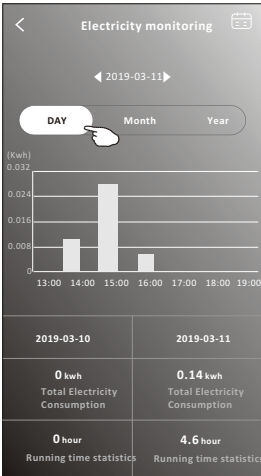 Electricity monitoring
2019-03-11
DAY Month Year
(Kwh)
0.032
0.024
0.016
0.008
0
13:00 14:00 15:00 16:00 17:00 18:00 19:00
2019-03-10 2019-03-11
0 kwh 0.14 kwh
Total Electricity Total Electricity
Consumption Consumption
0 hour 4.6 hour
Running time statistics Running time statistics